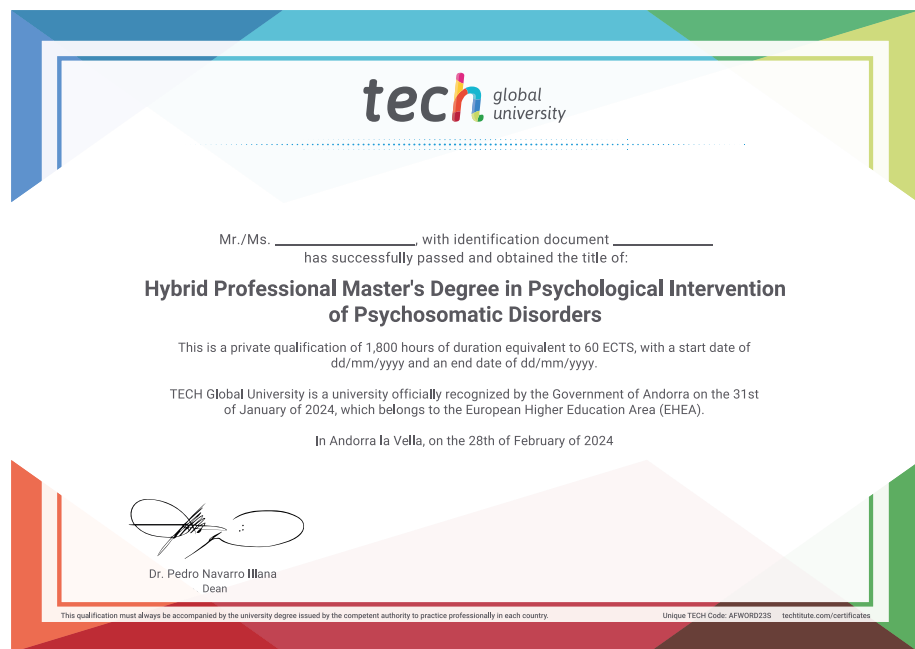 tech global
university
Mr./Ms. ____________, with identification document ____________
has successfully passed and obtained the title of:
Hybrid Professional Master's Degree in Psychological Intervention
of Psychosomatic Disorders
This is a private qualification of 1,800 hours of duration equivalent to 60 ECTS, with a start date of
dd/mm/yyyy and an end date of dd/mm/yyyy.
TECH Global University is a university officially recognized by the Government of Andorra on the 31st
of January of 2024, which belongs to the European Higher Education Area (EHEA).
In Andorra la Vella, on the 28th of February of 2024
Dr. Pedro Navarro Illana
Dean
This qualification must always be accompanied by the university degree issued by the competent authority to practice professionally in each country.
Unique TECH Code: AFWORD23S techtitute.com/certificates